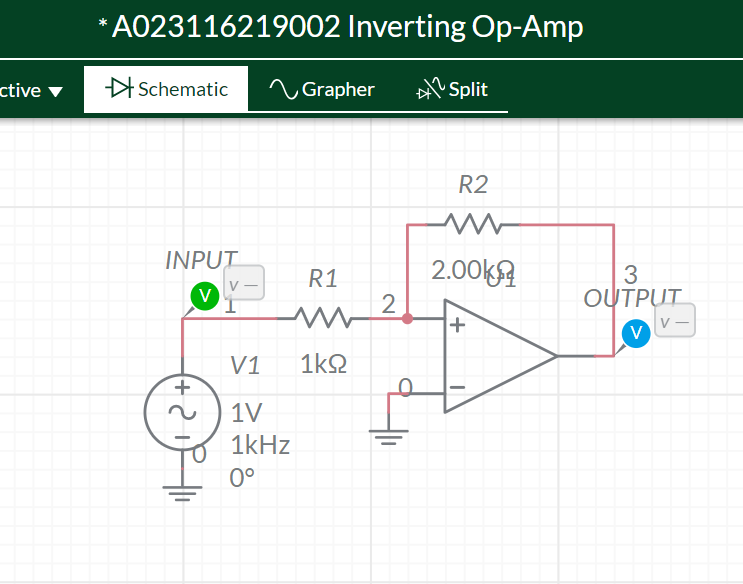 * A023116219002 Inverting Op-Amp
ctive
Schematic
Grapher
Split
R2
2.00kΩ
U1
INPUT
V
v —
1
R1
1kΩ
2
3
OUTPUT
V
v —
+
−
0
V1
+
−
1V
1kHz
0°
0